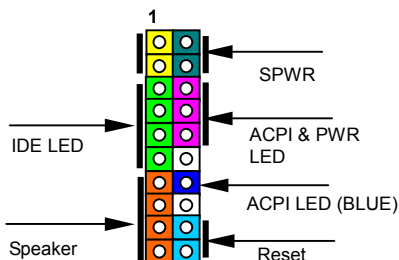 1
SPWR
IDE LED
ACPI & PWR
LED
ACPI LED (BLUE)
Speaker
Reset